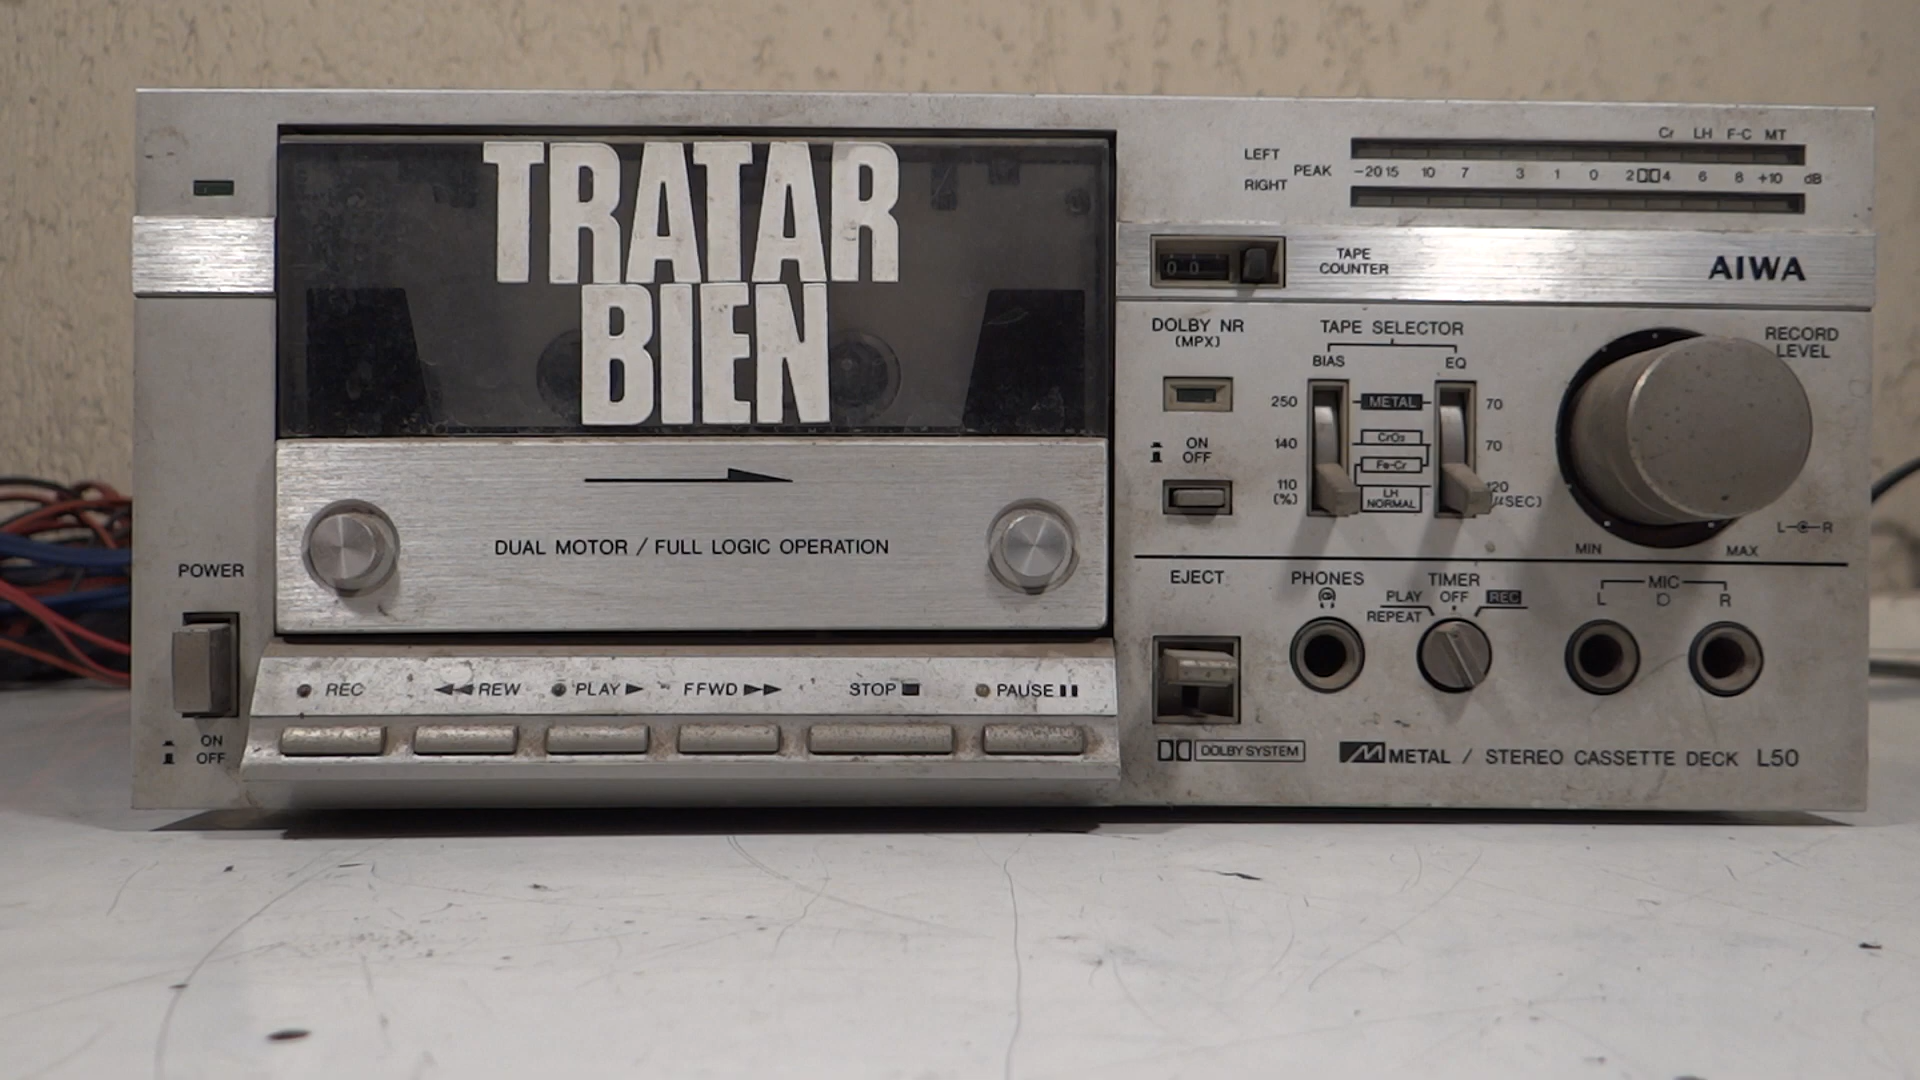 TRATAR
BIEN
Cr LH F-C MT
LEFT
PEAK
RIGHT
-20 15 10 7 3 1 0 2 4 6 8 +10 dB
0 0
TAPE
COUNTER
AIWA
DOLBY NR
(MPX)
TAPE SELECTOR
BIAS EQ
RECORD
LEVEL
250 METAL 70
ON
OFF
140 CrO₂ 70
Fe-Cr
110
(%)
LH
NORMAL
120
(μSEC)
L R
MIN MAX
DUAL MOTOR / FULL LOGIC OPERATION
POWER
ON
OFF
REC REW PLAY FFWD STOP PAUSE
EJECT
PHONES
TIMER
PLAY OFF REC
REPEAT
MIC
L R
DOLBY SYSTEM
METAL / STEREO CASSETTE DECK L50